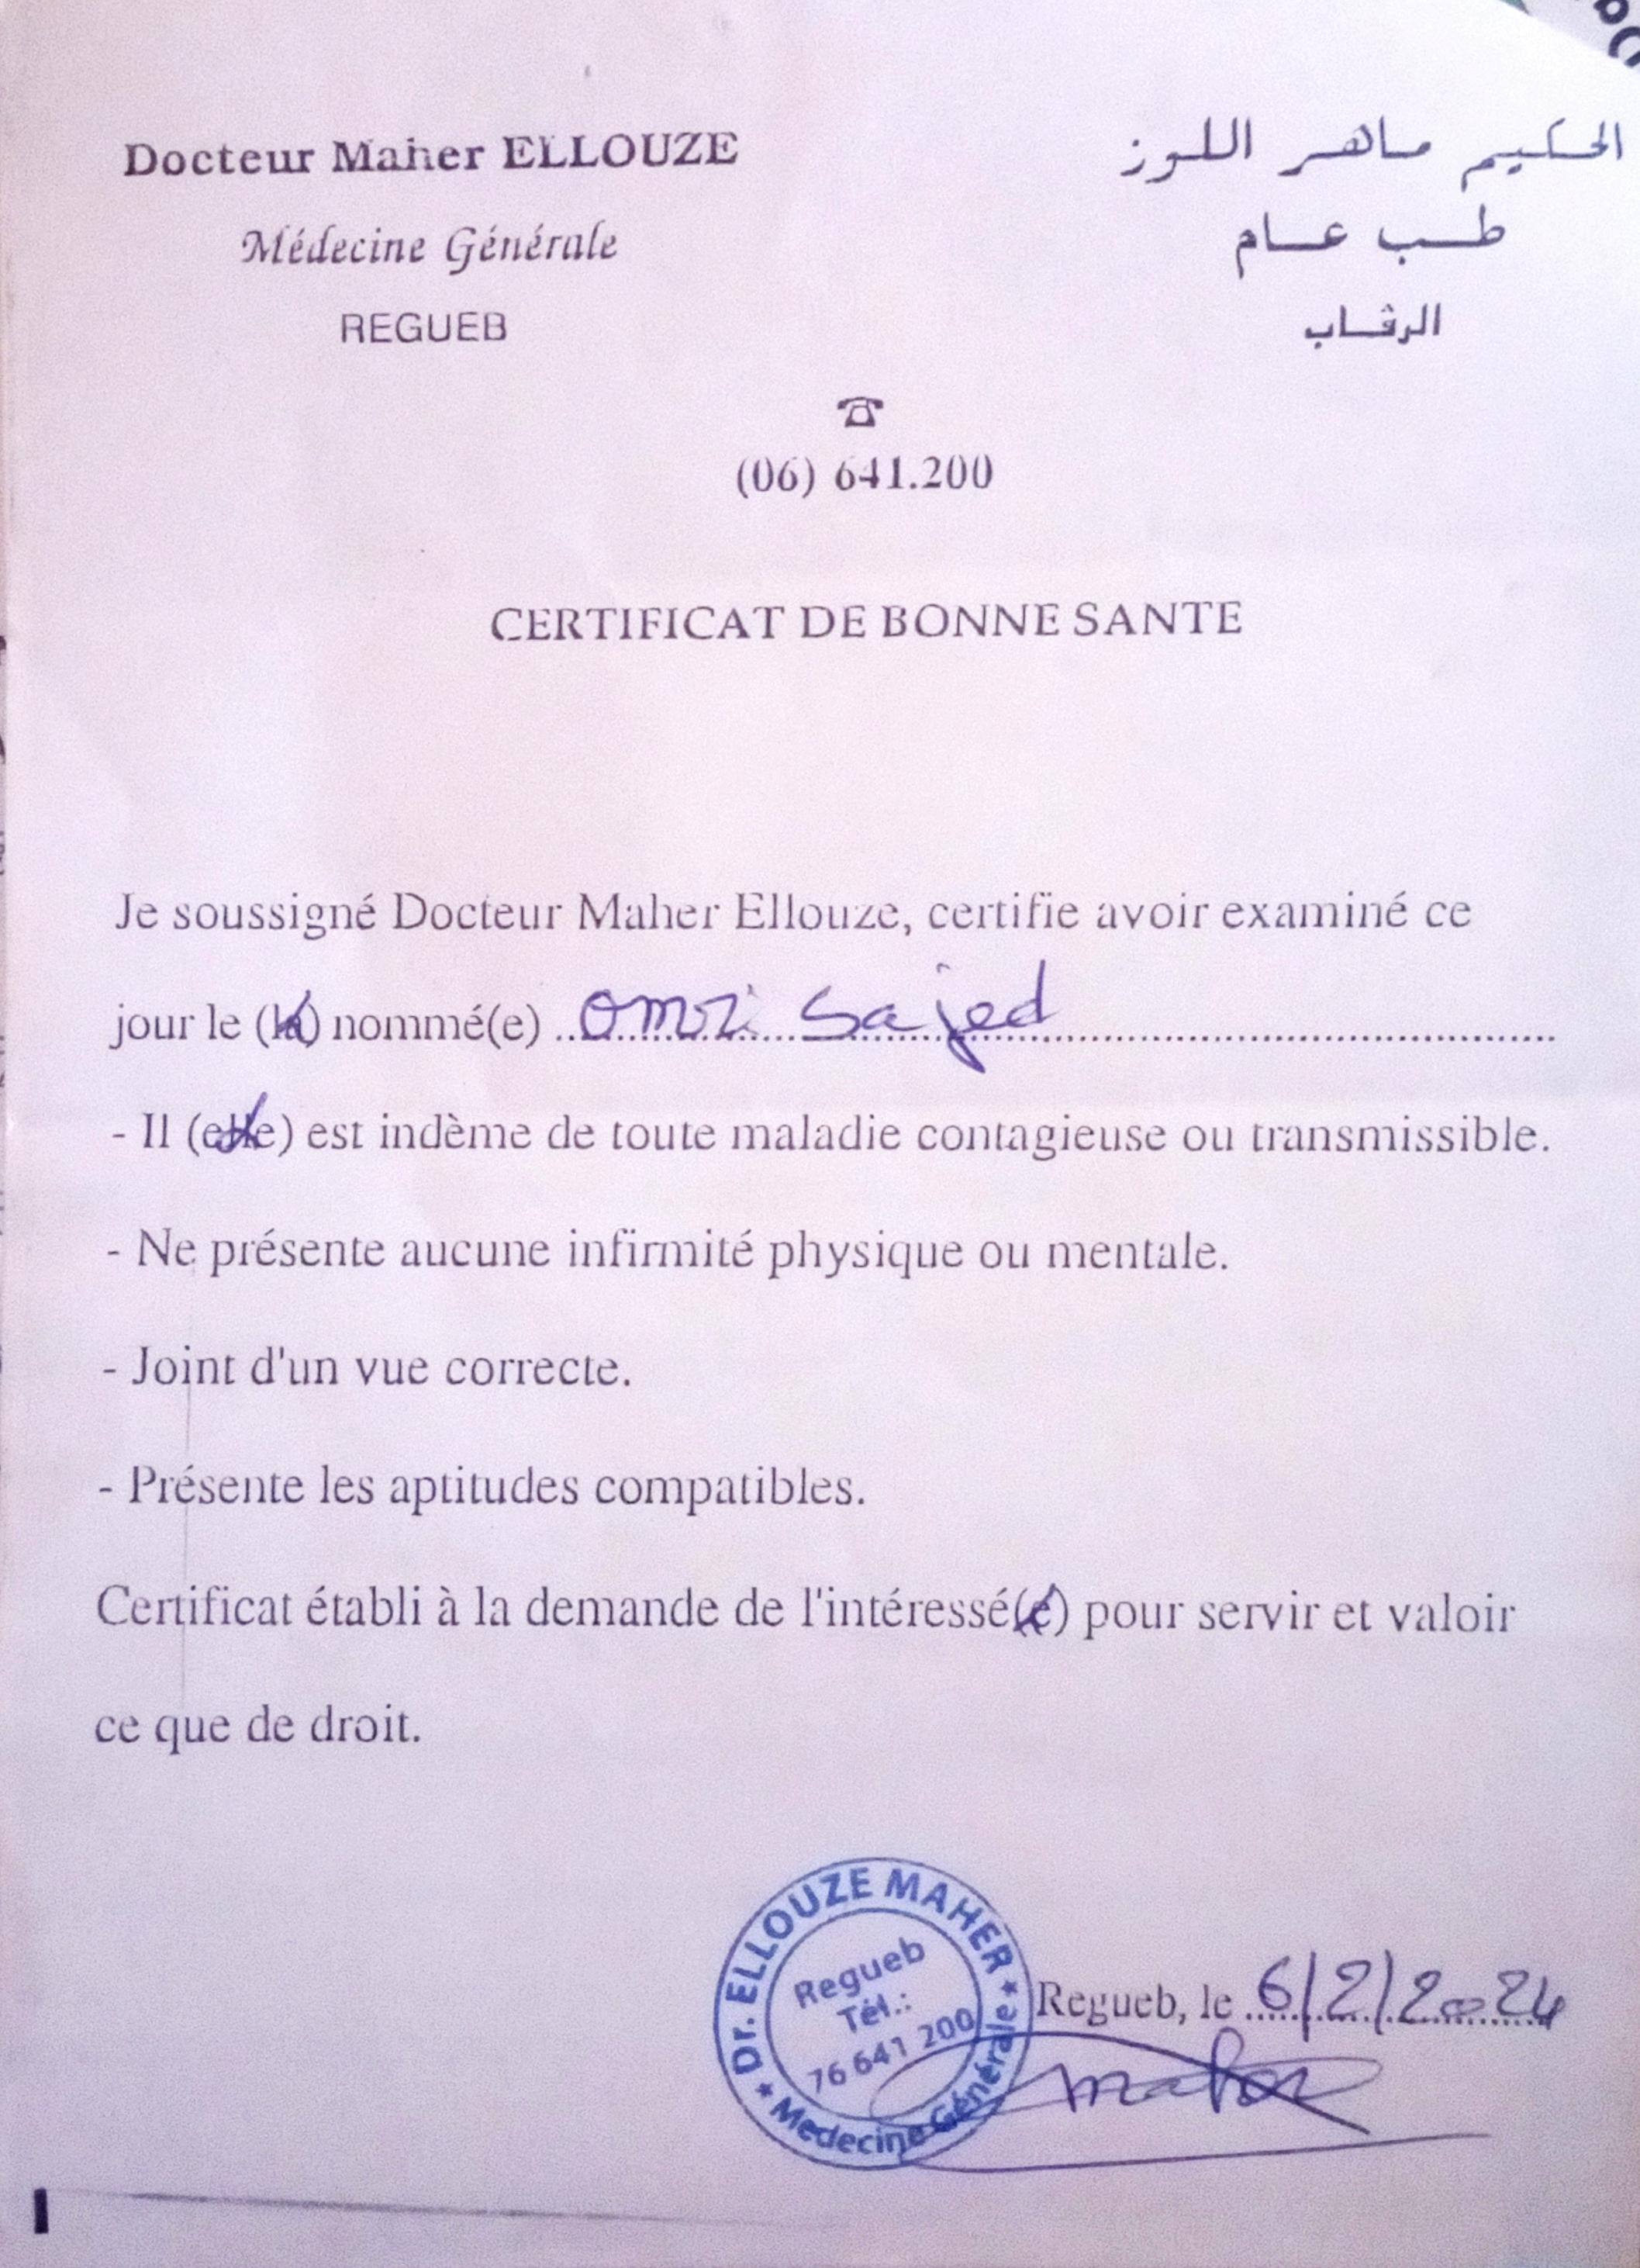 Docteur Maher ELLOUZE
Médecine Générale
REGUEB
الحكيم ماهر اللوز
طب عام
الرقاب
(06) 641.200
CERTIFICAT DE BONNE SANTE
Je soussigné Docteur Maher Ellouze, certifie avoir examiné ce
jour le (la) nommé(e) omri Sajed
- Il (elle) est indème de toute maladie contagieuse ou transmissible.
- Ne présente aucune infirmité physique ou mentale.
- Joint d'un vue correcte.
- Présente les aptitudes compatibles.
Certificat établi à la demande de l'intéressé(e) pour servir et valoir
ce que de droit.
Dr. ELLOUZE MAHER
Regueb
Tél.:
76 641 200
Medecine Générale
Regueb, le 6/2/2024